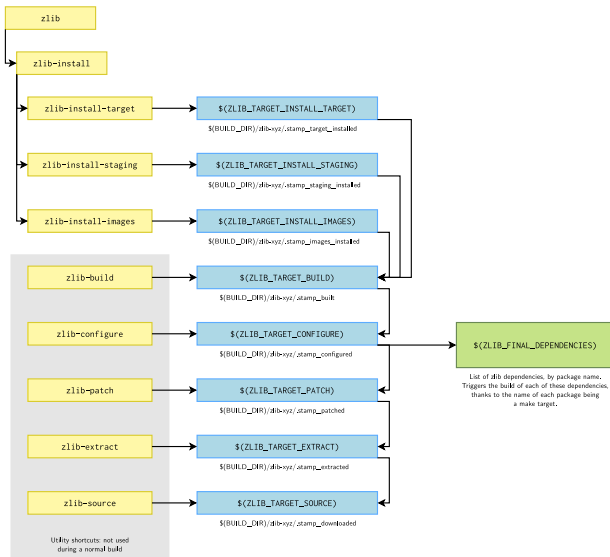 zlib
zlib-install
zlib-install-target
$(ZLIB_TARGET_INSTALL_TARGET)
$(BUILD_DIR)/zlib-xyz/.stamp_target_installed
zlib-install-staging
$(ZLIB_TARGET_INSTALL_STAGING)
$(BUILD_DIR)/zlib-xyz/.stamp_staging_installed
zlib-install-images
$(ZLIB_TARGET_INSTALL_IMAGES)
$(BUILD_DIR)/zlib-xyz/.stamp_images_installed
zlib-build
$(ZLIB_TARGET_BUILD)
$(BUILD_DIR)/zlib-xyz/.stamp_built
zlib-configure
$(ZLIB_TARGET_CONFIGURE)
$(BUILD_DIR)/zlib-xyz/.stamp_configured
$(ZLIB_FINAL_DEPENDENCIES)
List of zlib dependencies, by package name.
Triggers the build of each of these dependencies,
thanks to the name of each package being
a make target.
zlib-patch
$(ZLIB_TARGET_PATCH)
$(BUILD_DIR)/zlib-xyz/.stamp_patched
zlib-extract
$(ZLIB_TARGET_EXTRACT)
$(BUILD_DIR)/zlib-xyz/.stamp_extracted
zlib-source
$(ZLIB_TARGET_SOURCE)
$(BUILD_DIR)/zlib-xyz/.stamp_downloaded
Utility shortcuts: not used
during a normal build